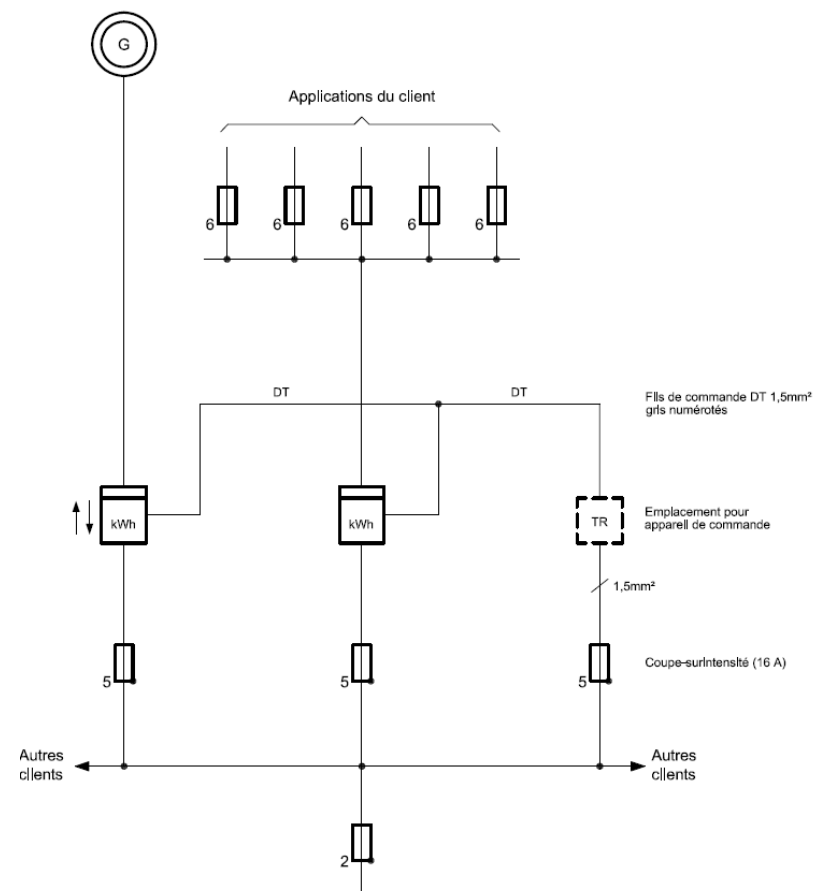 G
Applications du client
6
6
6
6
6
DT
DT
Fils de commande DT 1,5mm²
gris numérotés
kWh
kWh
TR
Emplacement pour
appareil de commande
1,5mm²
5
5
5
Coupe-surintensité (16 A)
Autres
clients
Autres
clients
2